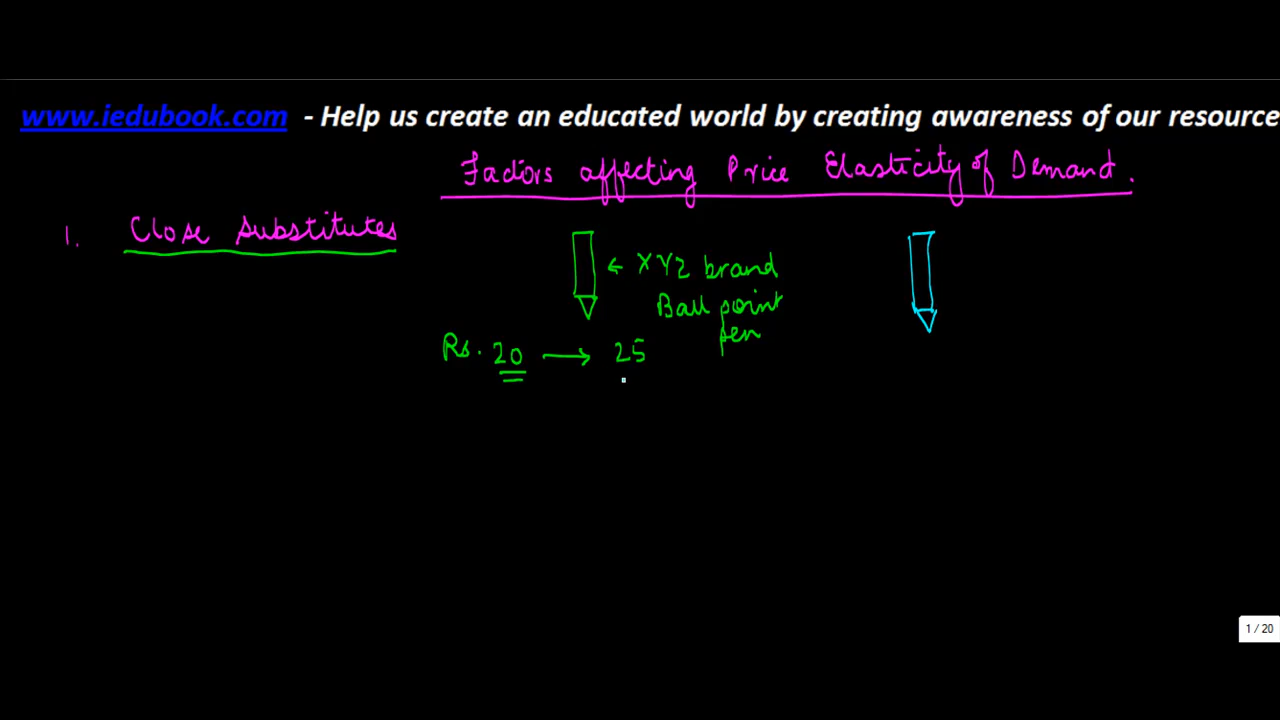 www.iedubook.com - Help us create an educated world by creating awareness of our resource
Factors affecting Price Elasticity of Demand.
1. Close Substitutes
← XYZ brand
Ball point
pen
Rs. 20 → 25
1 / 20